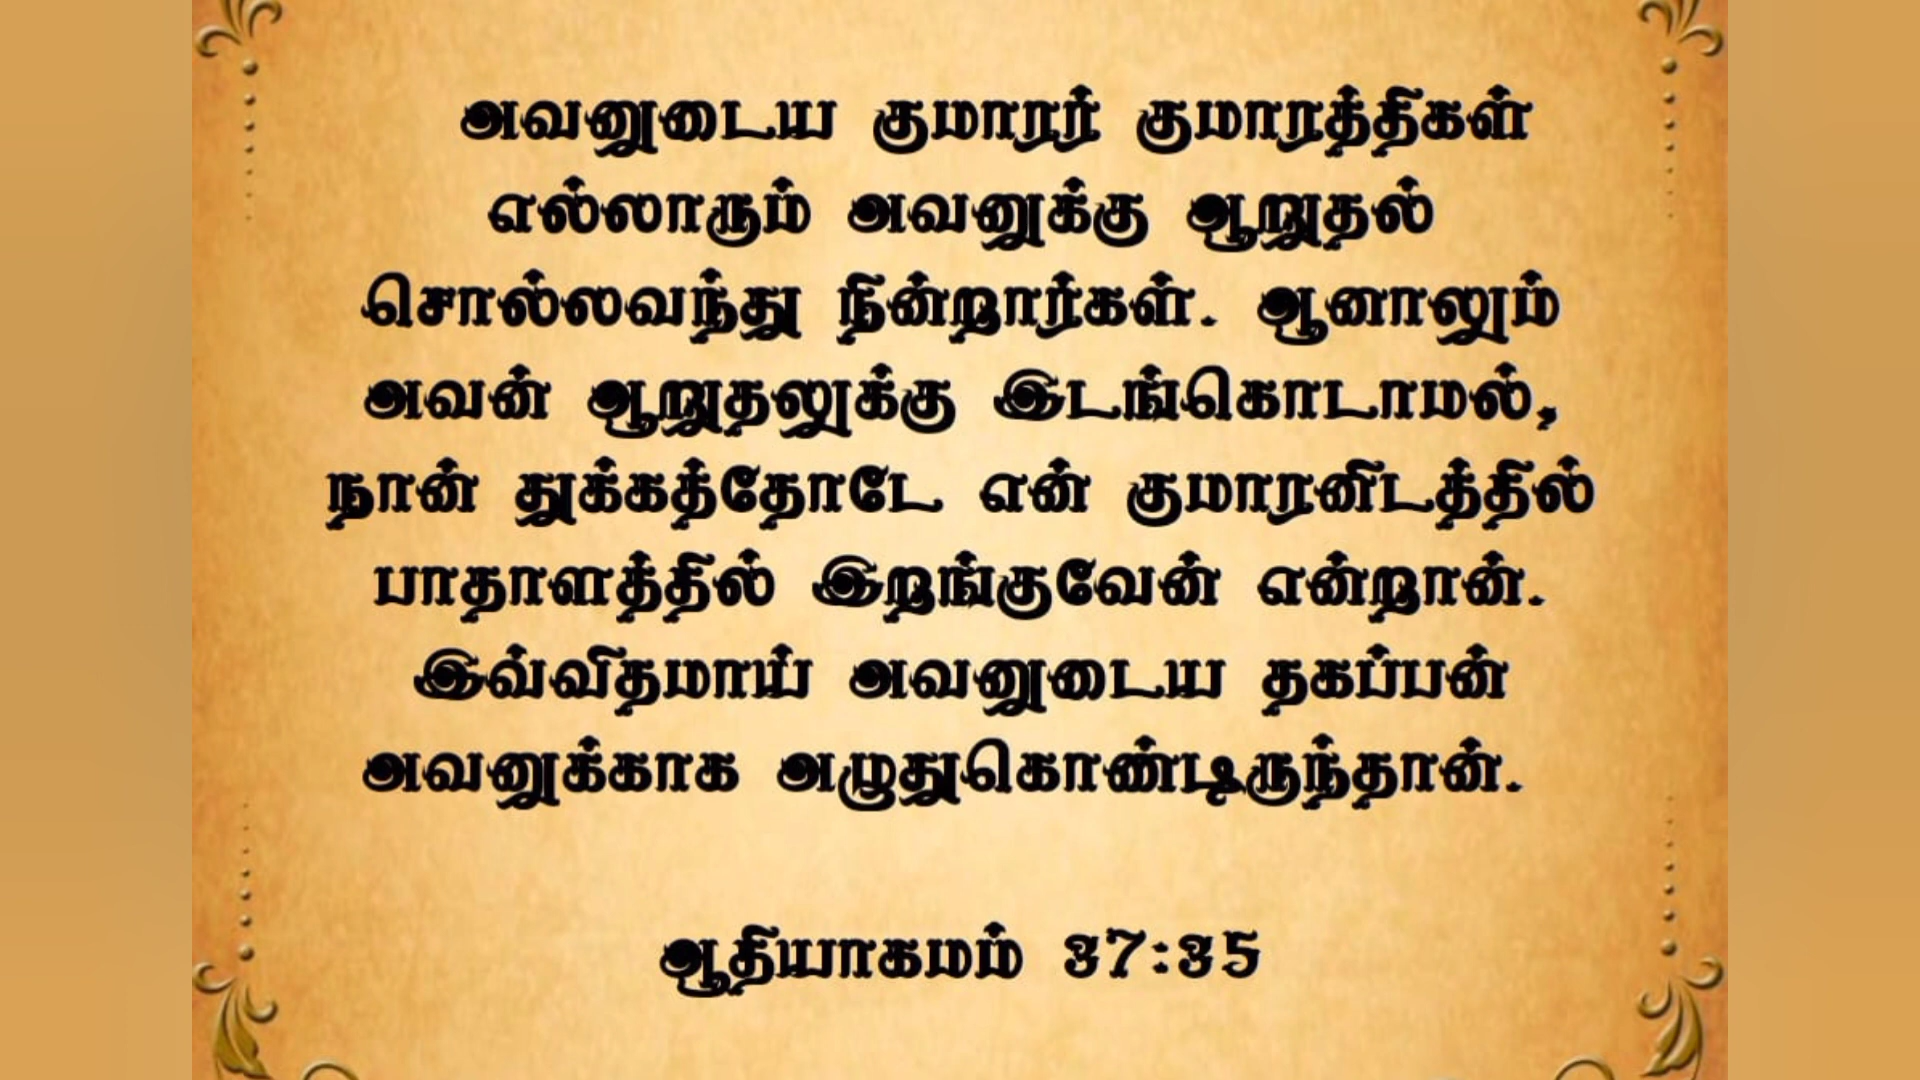 அவனுடைய குமாரர் குமாரத்திகள்
எல்லாரும் அவனுக்கு ஆறுதல்
சொல்லவந்து நின்றார்கள். ஆனாலும்
அவன் ஆறுதலுக்கு இடங்கொடாமல்,
நான் துக்கத்தோடே என் குமாரனிடத்தில்
பாதாளத்தில் இறங்குவேன் என்றான்.
இவ்விதமாய் அவனுடைய தகப்பன்
அவனுக்காக அழுதுகொண்டிருந்தான்.
ஆதியாகமம் 37:35